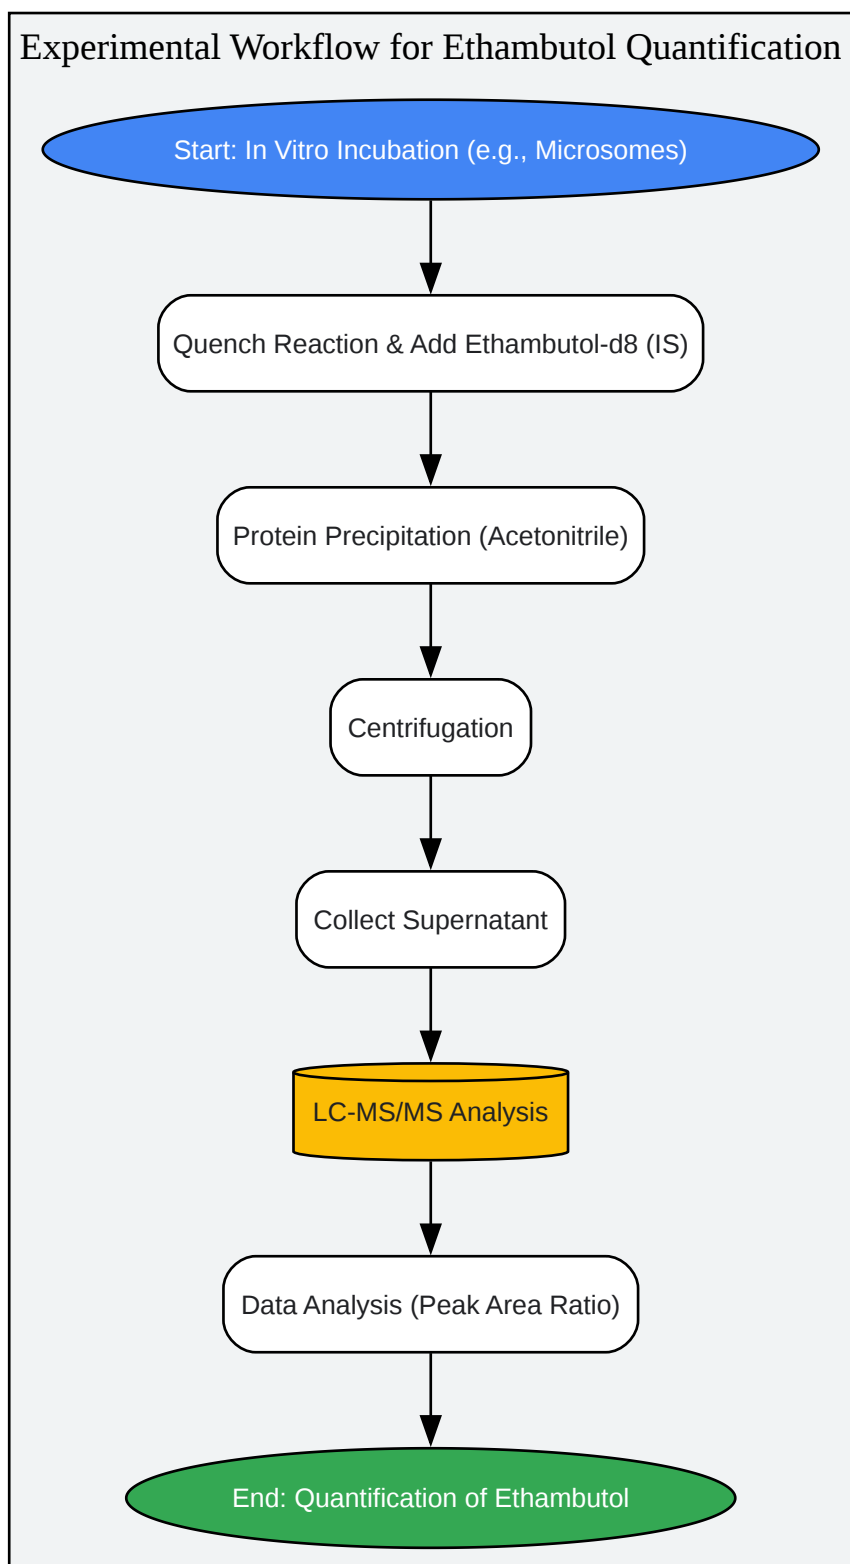 Experimental Workflow for Ethambutol Quantification
Start: In Vitro Incubation (e.g., Microsomes)
Quench Reaction & Add Ethambutol-d8 (IS)
Protein Precipitation (Acetonitrile)
Centrifugation
Collect Supernatant
LC-MS/MS Analysis
Data Analysis (Peak Area Ratio)
End: Quantification of Ethambutol